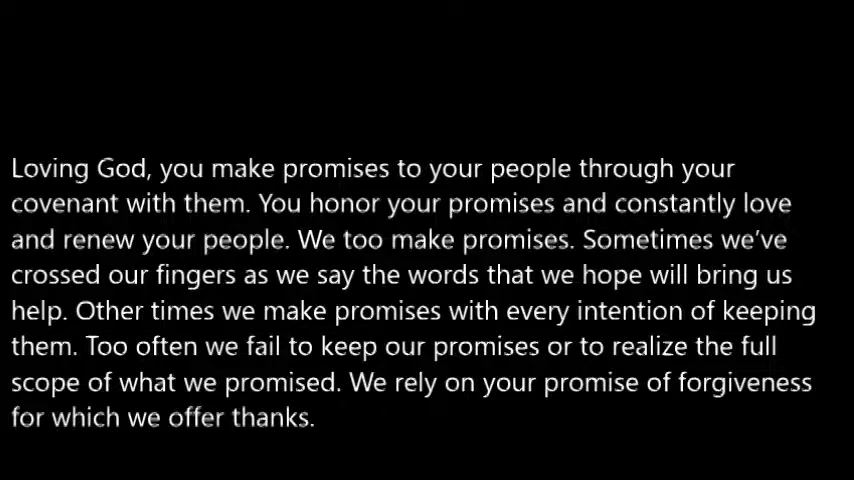 Loving God, you make promises to your people through your
covenant with them. You honor your promises and constantly love
and renew your people. We too make promises. Sometimes we’ve
crossed our fingers as we say the words that we hope will bring us
help. Other times we make promises with every intention of keeping
them. Too often we fail to keep our promises or to realize the full
scope of what we promised. We rely on your promise of forgiveness
for which we offer thanks.